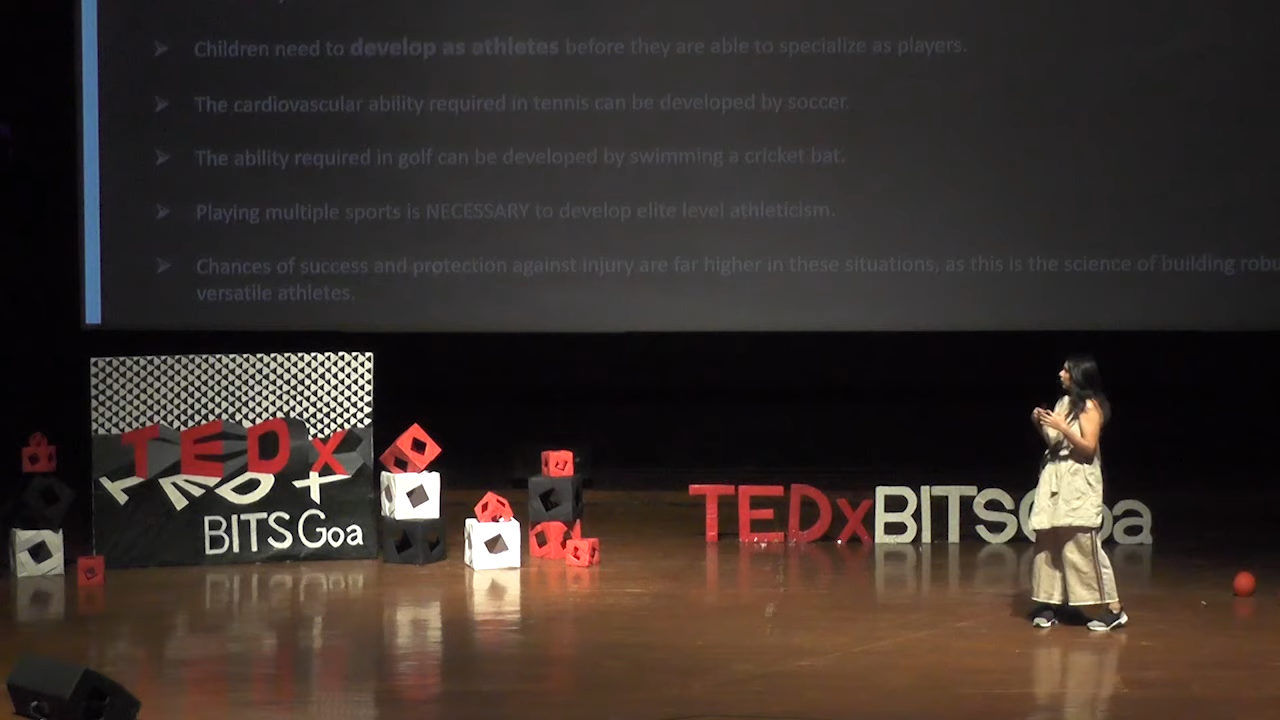 Children need to develop as athletes before they are able to specialize as players.
The cardiovascular ability required in tennis can be developed by soccer.
The ability required in golf can be developed by swimming a cricket bat.
Playing multiple sports is NECESSARY to develop elite level athleticism.
Chances of success and protection against injury are far higher in these situations, as this is the science of building
versatile athletes.
TEDx
TEDx
BITS Goa
TEDxBITSGoa